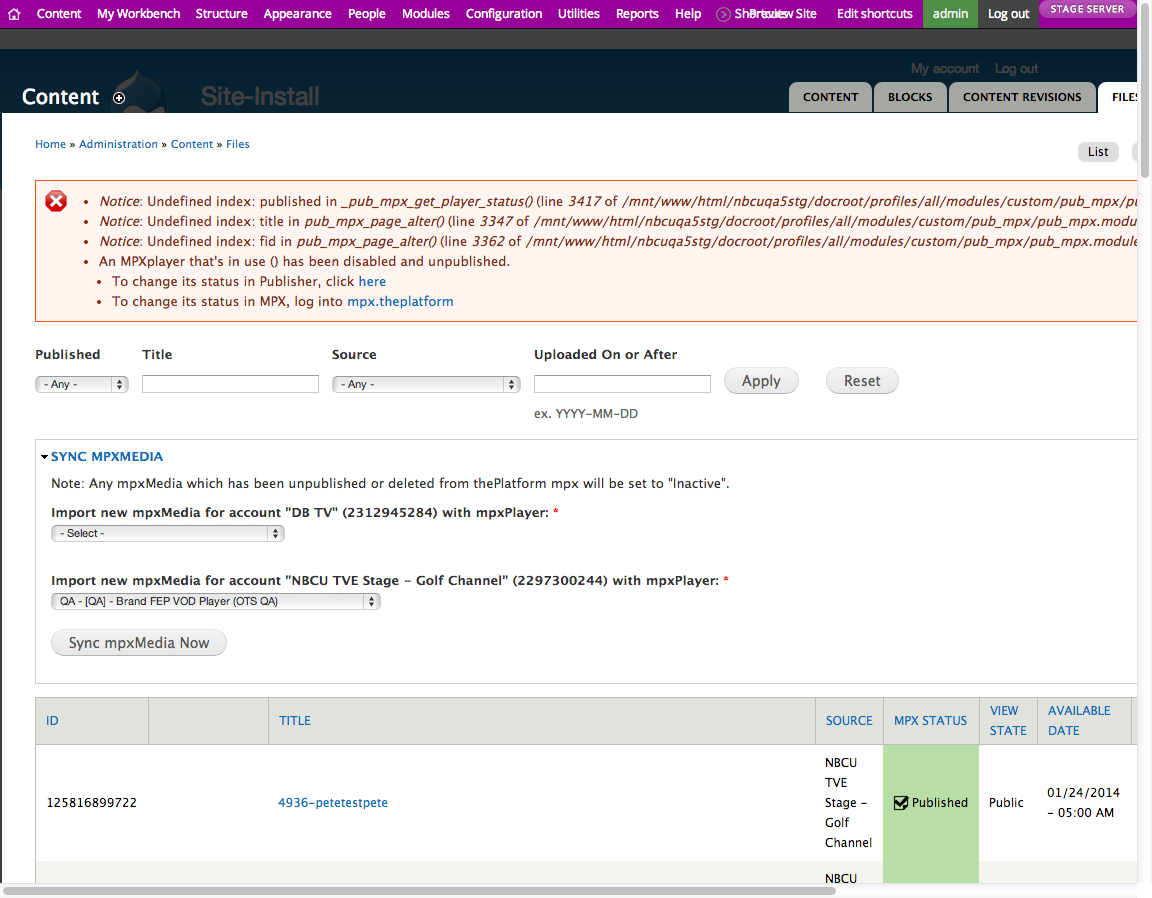 Content My Workbench Structure Appearance People Modules Configuration Utilities Reports Help Preview Site Edit shortcuts admin Log out STAGE SERVER
My account Log out
Content Site-Install
CONTENT BLOCKS CONTENT REVISIONS FILES
Home » Administration » Content » Files
List
Notice: Undefined index: published in _pub_mpx_get_player_status() (line 3417 of /mnt/www/html/nbcuqa5stg/docroot/profiles/all/modules/custom/pub_mpx/pu
Notice: Undefined index: title in pub_mpx_page_alter() (line 3347 of /mnt/www/html/nbcuqa5stg/docroot/profiles/all/modules/custom/pub_mpx/pub_mpx.modu
Notice: Undefined index: fid in pub_mpx_page_alter() (line 3362 of /mnt/www/html/nbcuqa5stg/docroot/profiles/all/modules/custom/pub_mpx/pub_mpx.module
An MPXplayer that's in use () has been disabled and unpublished.
To change its status in Publisher, click here
To change its status in MPX, log into mpx.theplatform
Published Title Source Uploaded On or After
- Any - - Any - Apply Reset
ex. YYYY-MM-DD
SYNC MPXMEDIA
Note: Any mpxMedia which has been unpublished or deleted from thePlatform mpx will be set to "Inactive".
Import new mpxMedia for account "DB TV" (2312945284) with mpxPlayer: *
- Select -
Import new mpxMedia for account "NBCU TVE Stage - Golf Channel" (2297300244) with mpxPlayer: *
QA - [QA] - Brand FEP VOD Player (OTS QA)
Sync mpxMedia Now
ID TITLE SOURCE MPX STATUS VIEW STATE AVAILABLE DATE
125816899722 4936-petetestpete NBCU TVE Stage - Golf Channel Published Public 01/24/2014 - 05:00 AM
NBCU